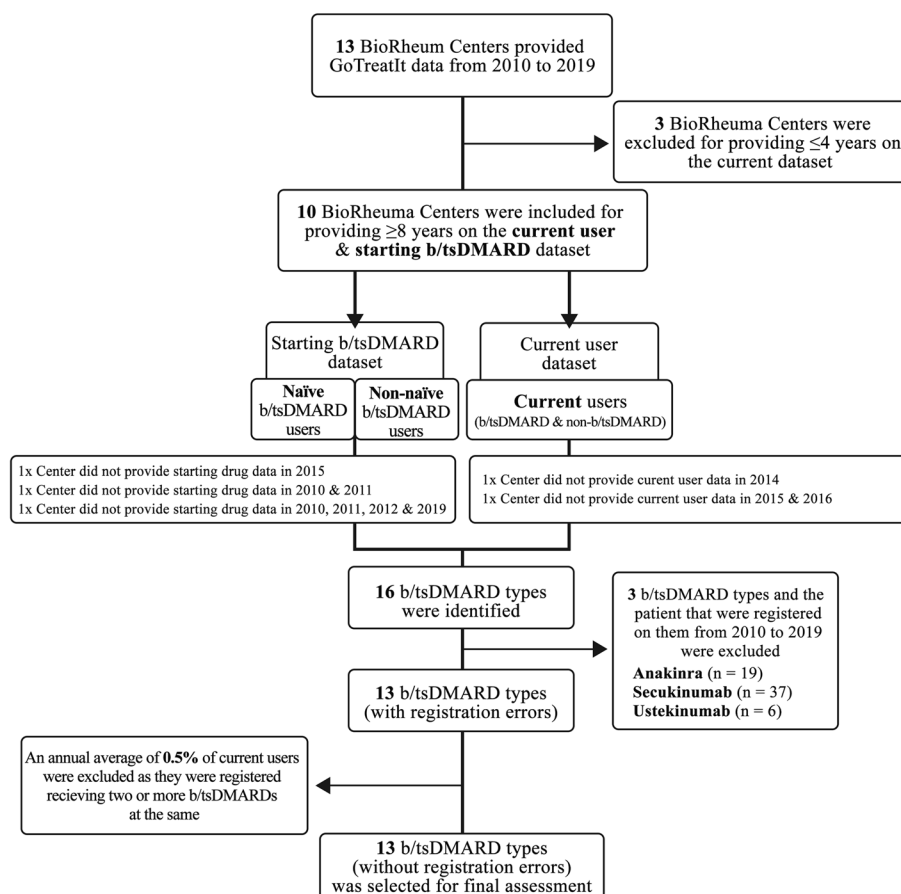 13 BioRheum Centers provided
GoTreatIt data from 2010 to 2019
3 BioRheuma Centers were
excluded for providing ≤4 years on
the current dataset
10 BioRheuma Centers were included for
providing ≥8 years on the current user
& starting b/tsDMARD dataset
Starting b/tsDMARD
dataset
Naïve
b/tsDMARD
users
Non-naïve
b/tsDMARD
users
Current user
dataset
Current users
(b/tsDMARD & non-b/tsDMARD)
1x Center did not provide starting drug data in 2015
1x Center did not provide starting drug data in 2010 & 2011
1x Center did not provide starting drug data in 2010, 2011, 2012 & 2019
1x Center did not provide curent user data in 2014
1x Center did not provide current user data in 2015 & 2016
16 b/tsDMARD types
were identified
3 b/tsDMARD types and the
patient that were registered
on them from 2010 to 2019
were excluded
Anakinra (n = 19)
Secukinumab (n = 37)
Ustekinumab (n = 6)
13 b/tsDMARD types
(with registration errors)
An annual average of 0.5% of current users
were excluded as they were registered
recieving two or more b/tsDMARDs
at the same
13 b/tsDMARD types
(without registration errors)
was selected for final assessment